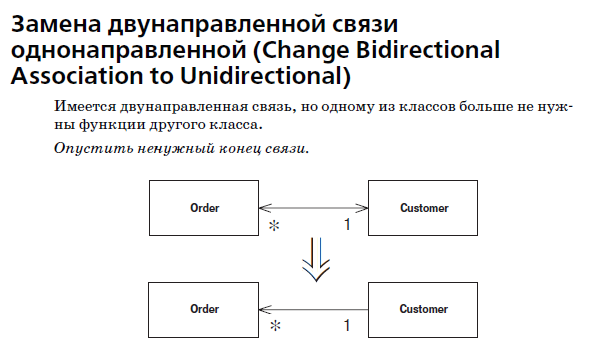 Замена двунаправленной связи
однонаправленной (Change Bidirectional
Association to Unidirectional)
Имеется двунаправленная связь, но одному из классов больше не нуж-
ны функции другого класса.
Опустить ненужный конец связи.
Order
Customer
* 1
Order
Customer
* 1